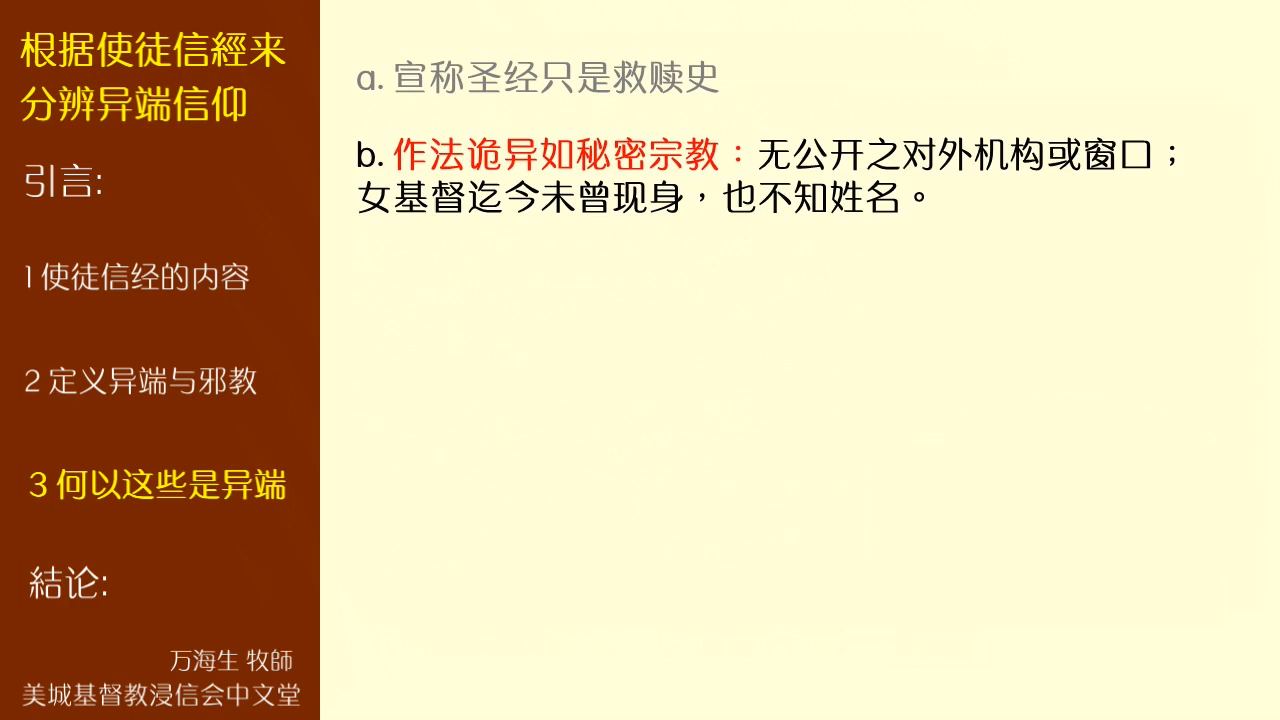 根据使徒信經来
分辨异端信仰
引言:
1 使徒信经的内容
2 定义异端与邪教
3 何以这些是异端
結论:
万海生 牧師
美城基督教浸信会中文堂
a. 宣称圣经只是救赎史
b. 作法诡异如秘密宗教：无公开之对外机构或窗口；
女基督迄今未曾现身，也不知姓名。